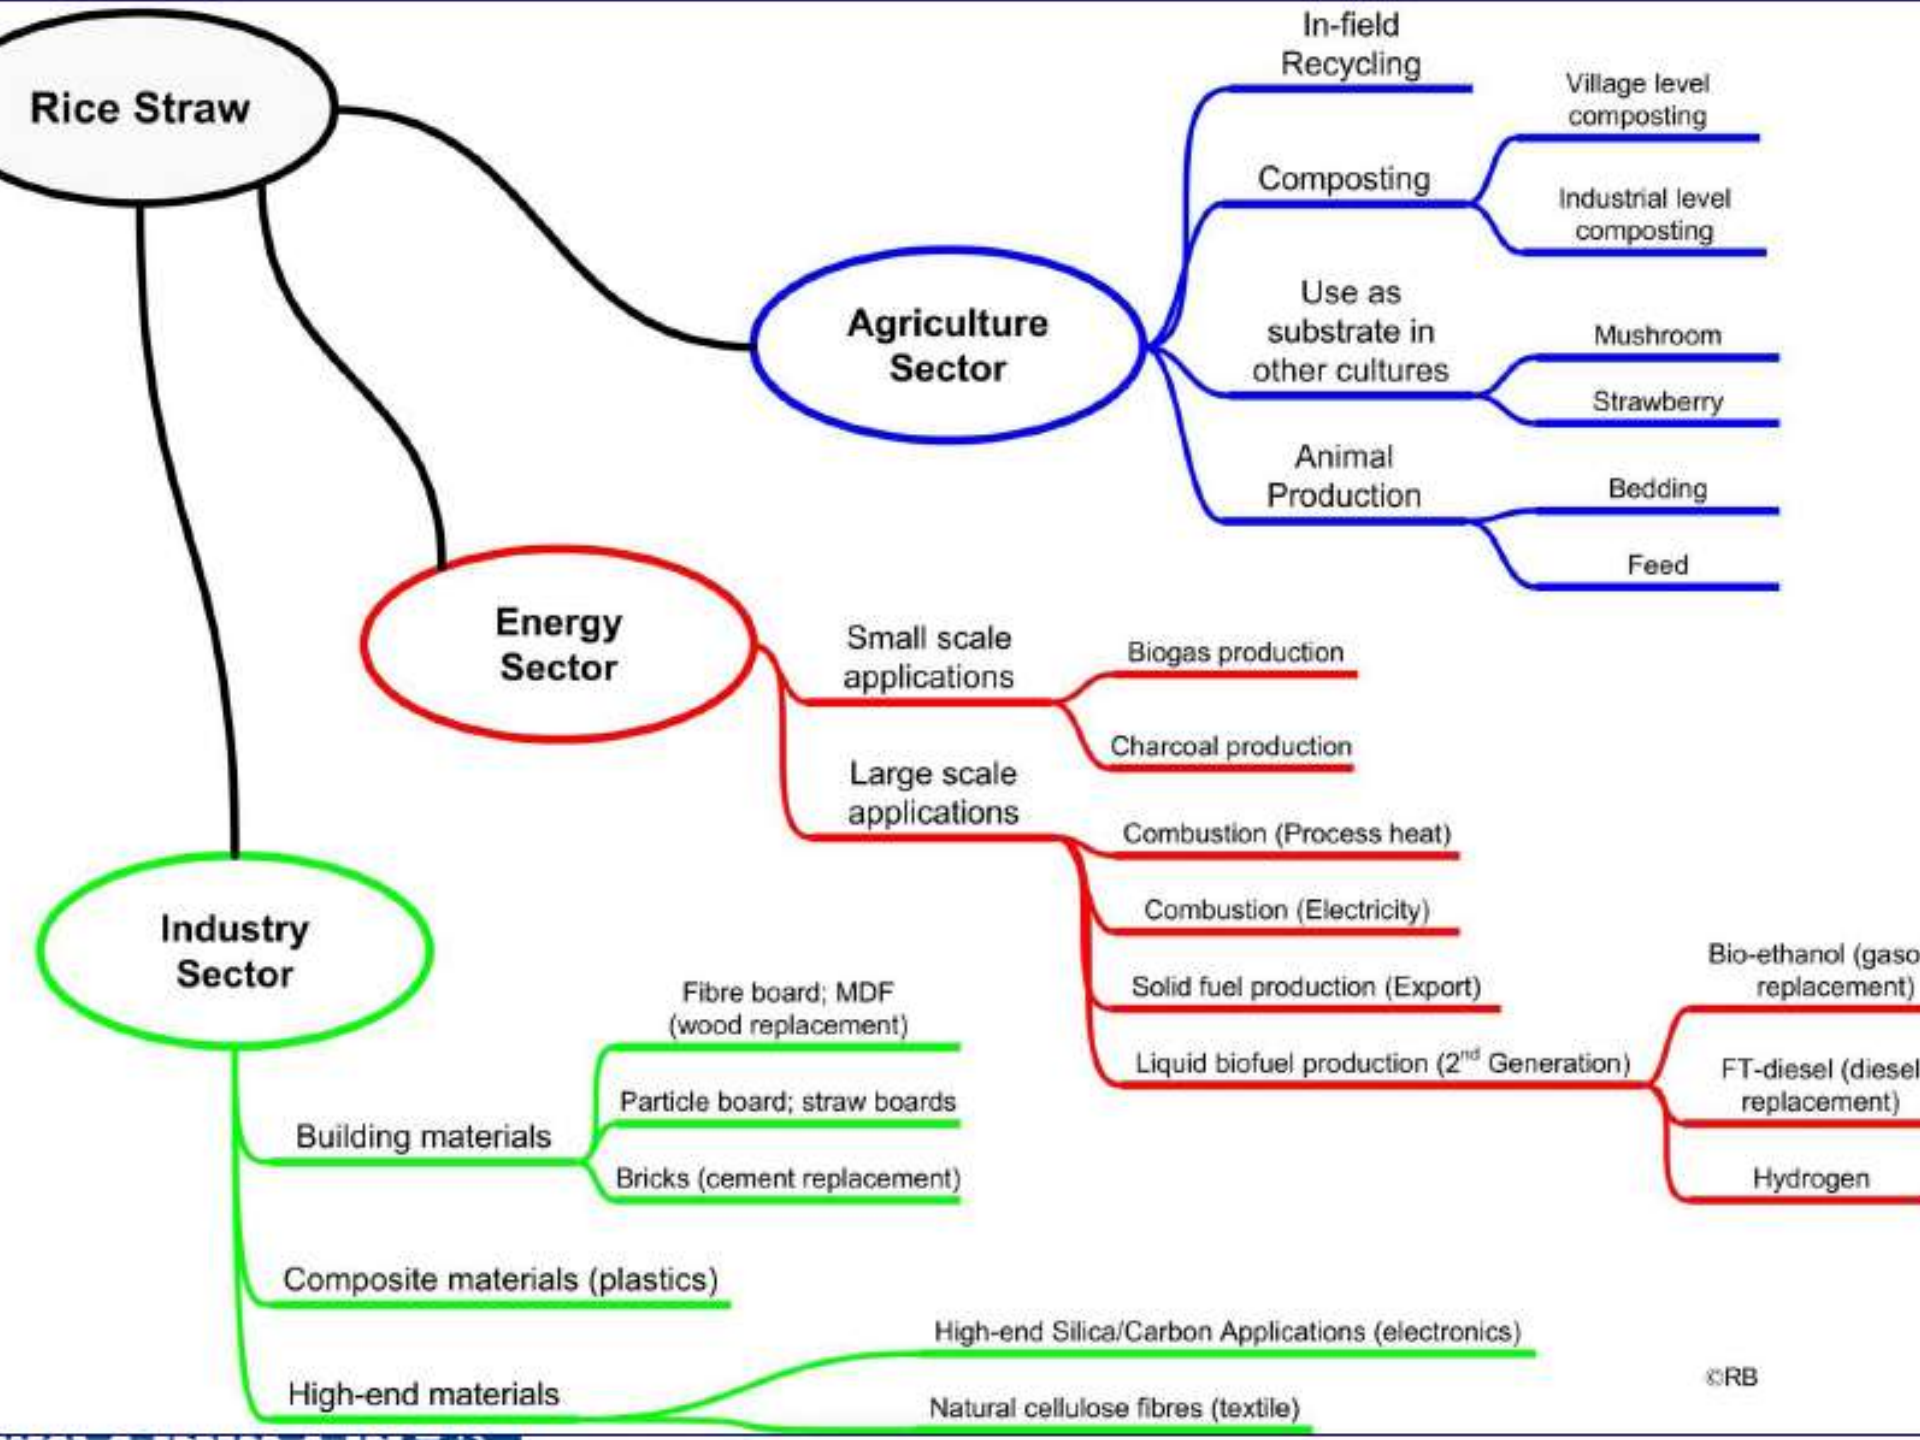 Rice Straw
Agriculture
Sector
In-field
Recycling
Composting
Village level
composting
Industrial level
composting
Use as
substrate in
other cultures
Mushroom
Strawberry
Animal
Production
Bedding
Feed
Energy
Sector
Small scale
applications
Biogas production
Charcoal production
Large scale
applications
Combustion (Process heat)
Combustion (Electricity)
Solid fuel production (Export)
Liquid biofuel production (2nd Generation)
Bio-ethanol (gaso
replacement)
FT-diesel (diesel
replacement)
Hydrogen
Industry
Sector
Building materials
Fibre board; MDF
(wood replacement)
Particle board; straw boards
Bricks (cement replacement)
Composite materials (plastics)
High-end materials
High-end Silica/Carbon Applications (electronics)
Natural cellulose fibres (textile)
©RB